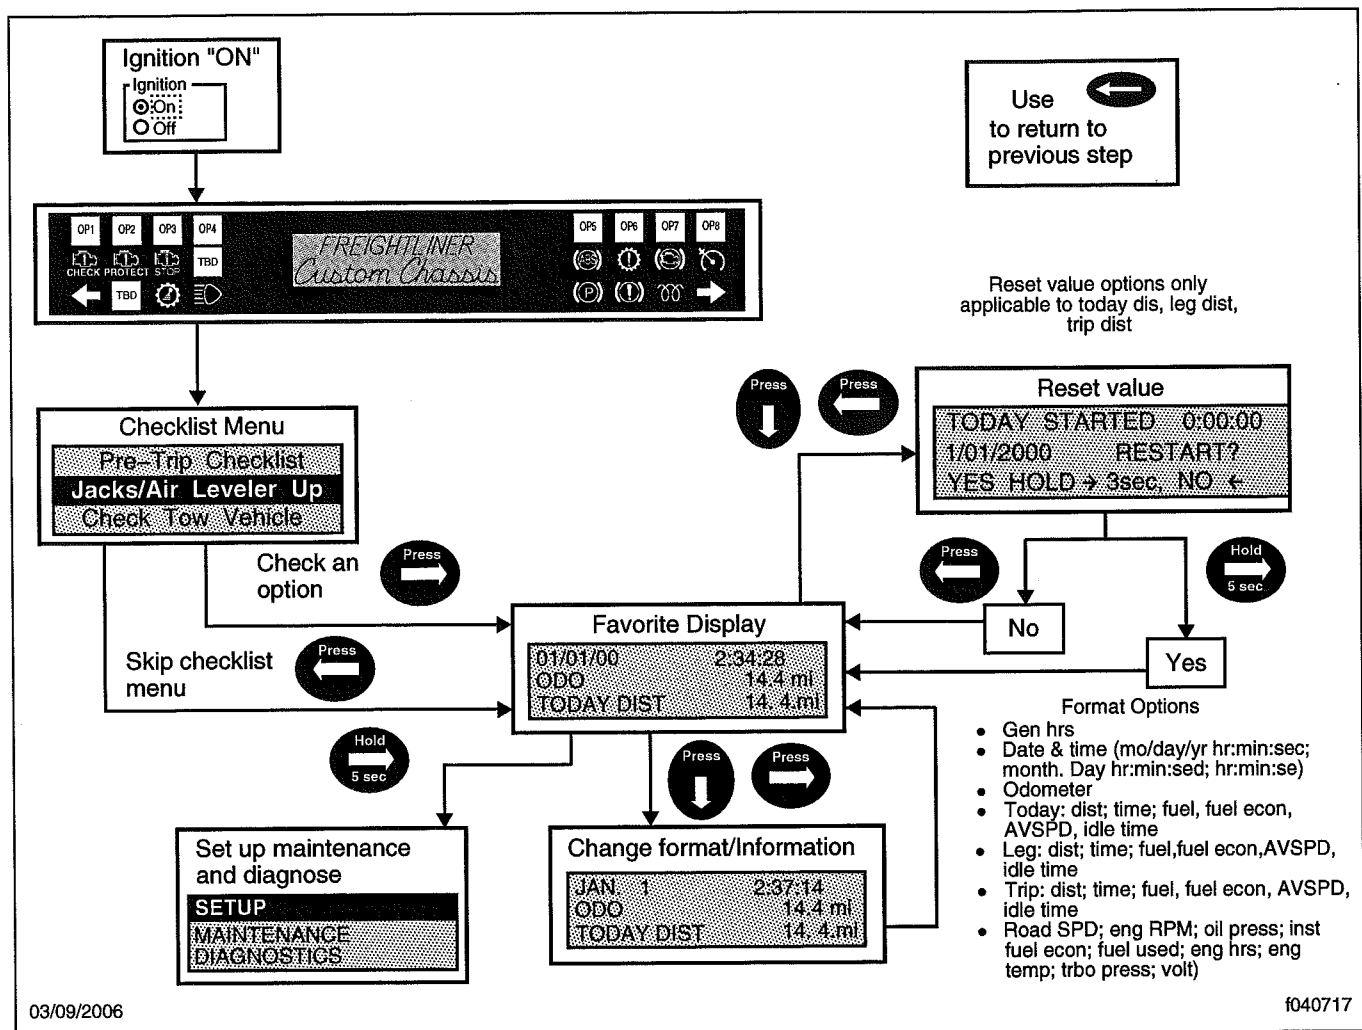 Ignition "ON"
Ignition
On
Off
Use
to return to
previous step
OP1 OP2 OP3 OP4
CHECK PROTECT STOP TBD
TBD
FREIGHTLINER
Custom Chassis
OP5 OP6 OP7 OP8
ABS
P
Reset value options only
applicable to today dis, leg dist,
trip dist
Checklist Menu
Pre–Trip Checklist
Jacks/Air Leveler Up
Check Tow Vehicle
Press
Press
Reset value
TODAY STARTED 0:00:00
1/01/2000 RESTART?
YES HOLD → 3sec, NO ←
Check an
option
Press
Press
Hold
5 sec
No
Yes
Skip checklist
menu
Press
Favorite Display
01/01/00 2:34:28
ODO 14.4 mi
TODAY DIST 14. 4.mi
Hold
5 sec
Press
Press
Set up maintenance
and diagnose
SETUP
MAINTENANCE
DIAGNOSTICS
Change format/Information
JAN. 1 2:37:14
ODO 14.4 mi
TODAY DIST 14. 4.mi
Format Options
• Gen hrs
• Date & time (mo/day/yr hr:min:sec;
month. Day hr:min:sed; hr:min:se)
• Odometer
• Today: dist; time; fuel, fuel econ,
AVSPD, idle time
• Leg: dist; time; fuel,fuel econ,AVSPD,
idle time
• Trip: dist; time; fuel, fuel econ, AVSPD,
idle time
• Road SPD; eng RPM; oil press; inst
fuel econ; fuel used; eng hrs; eng
temp; trbo press; volt)
03/09/2006
f040717